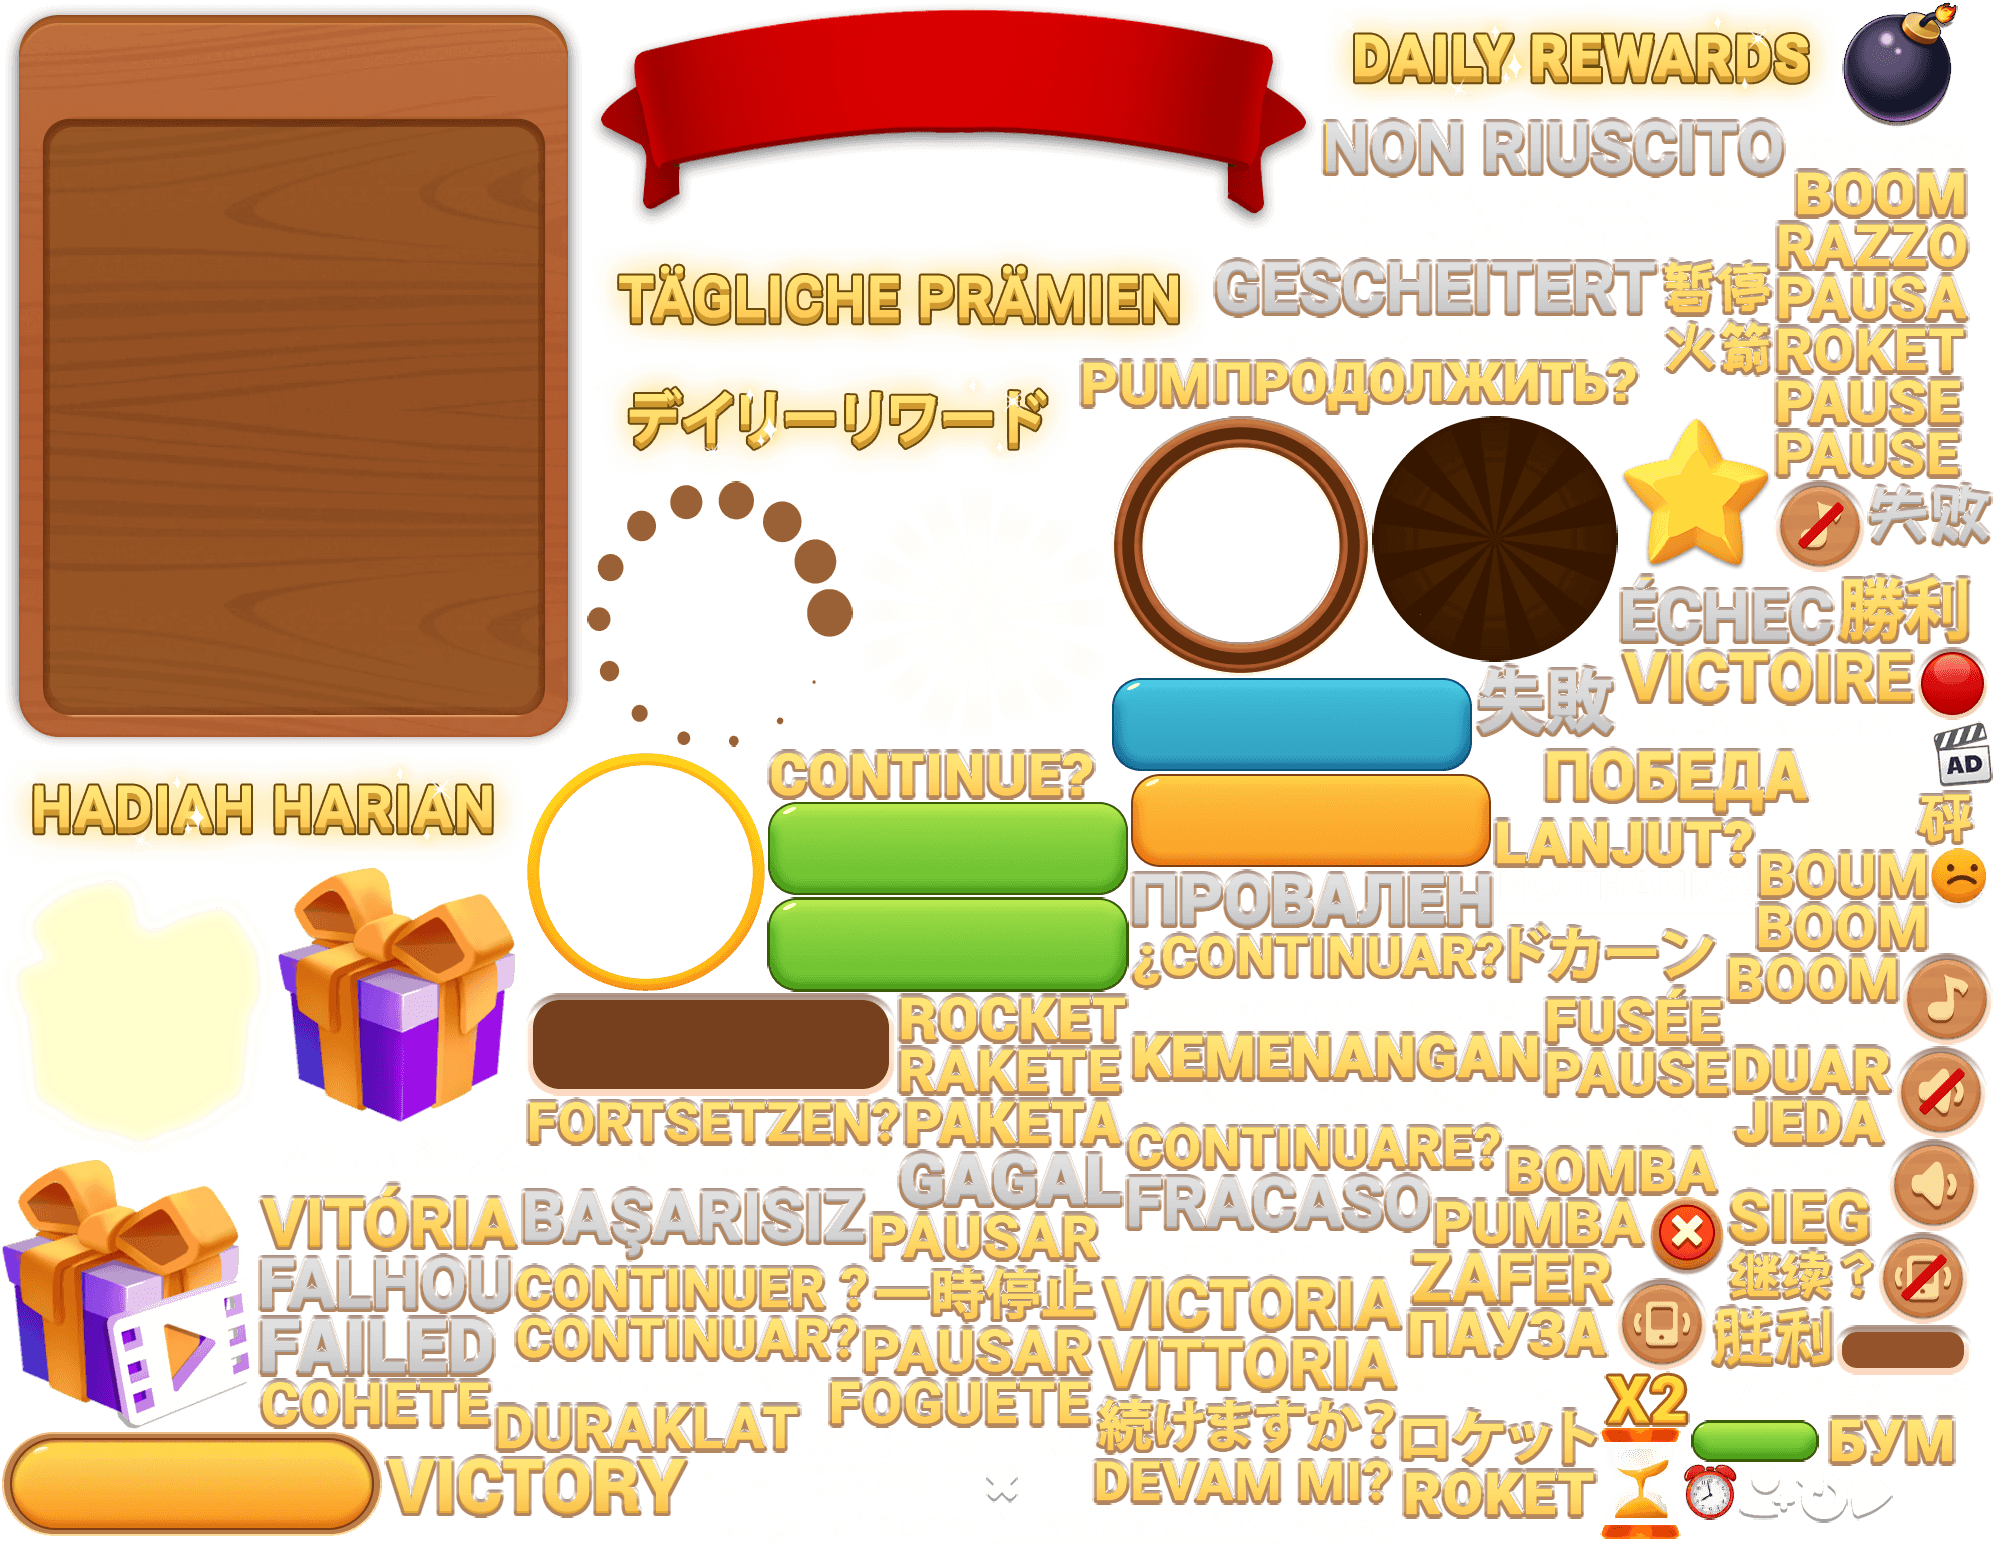 DAILY REWARDS
NON RIUSCITO
BOOM
RAZZO
TÄGLICHE PRÄMIEN
GESCHEITERT
暂停
PAUSA
火箭
ROKET
PUM
ПРОДОЛЖИТЬ?
PAUSE
デイリーリワード
PAUSE
失败
ÉCHEC
勝利
VICTOIRE
失敗
AD
CONTINUE?
ПОБЕДА
HADIAH HARIAN
砰
LANJUT?
BOUM
ПРОВАЛЕН
BOOM
¿CONTINUAR?
ドカーン
BOOM
ROCKET
FUSÉE
RAKETE
KEMENANGAN
PAUSE
DUAR
FORTSETZEN?
РАКЕТА
JEDA
CONTINUARE?
GAGAL
BOMBA
VITÓRIA
BAŞARISIZ
FRACASO
PAUSAR
PUMBA
SIEG
FALHOU
CONTINUER ?
一時停止
ZAFER
继续？
VICTORIA
FAILED
CONTINUAR?
PAUSAR
ПАУЗА
胜利
VITTORIA
COHETE
FOGUETE
X2
DURAKLAT
続けますか?
ロケット
БУМ
VICTORY
DEVAM MI?
ROKET